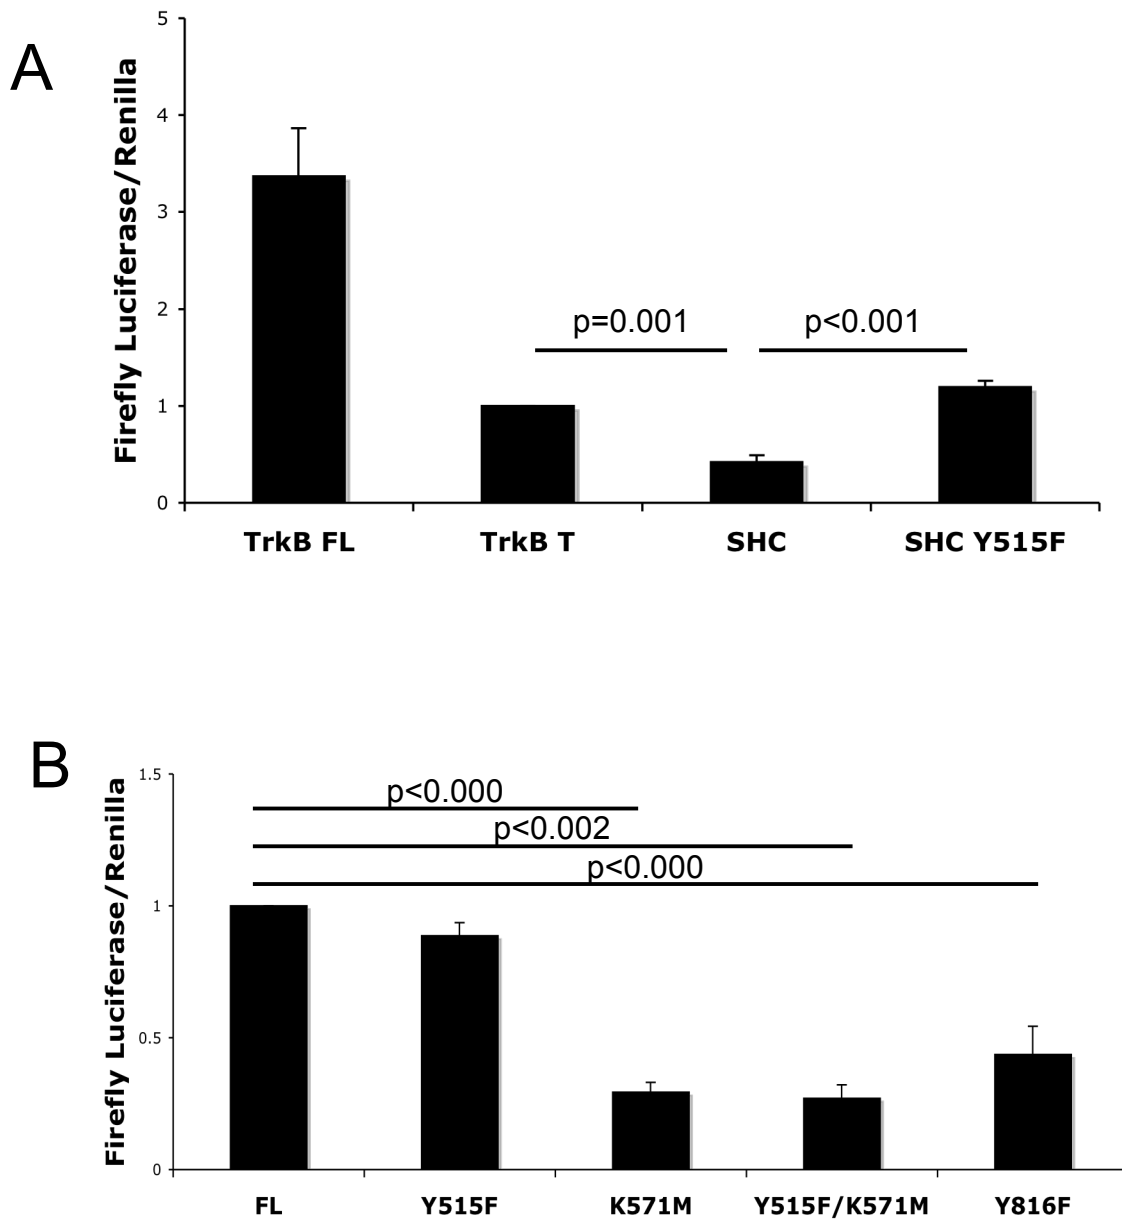 A
Firefly Luciferase/Renilla
5
4
3
2
1
0
p=0.001
p<0.001
TrkB FL
TrkB T
SHC
SHC Y515F
B
Firefly Luciferase/Renilla
1.5
1
0.5
0
p<0.000
p<0.002
p<0.000
FL
Y515F
K571M
Y515F/K571M
Y816F